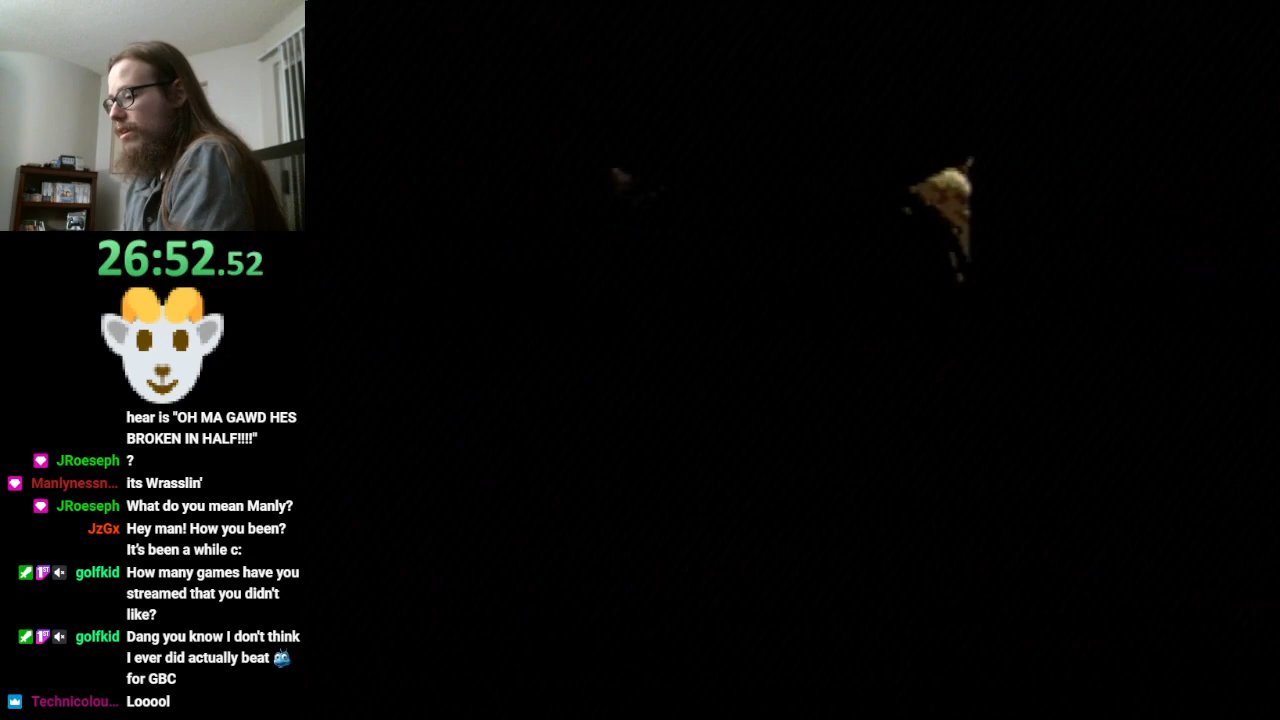 26:52.52
hear is "OH MA GAWD HES
BROKEN IN HALF!!!!"
JRoeseph ?
Manlynessn... its Wrasslin'
JRoeseph What do you mean Manly?
JzGx Hey man! How you been?
It's been a while c:
golfkid How many games have you
streamed that you didn't
like?
golfkid Dang you know I don't think
I ever did actually beat
for GBC
Technicolou... Looool